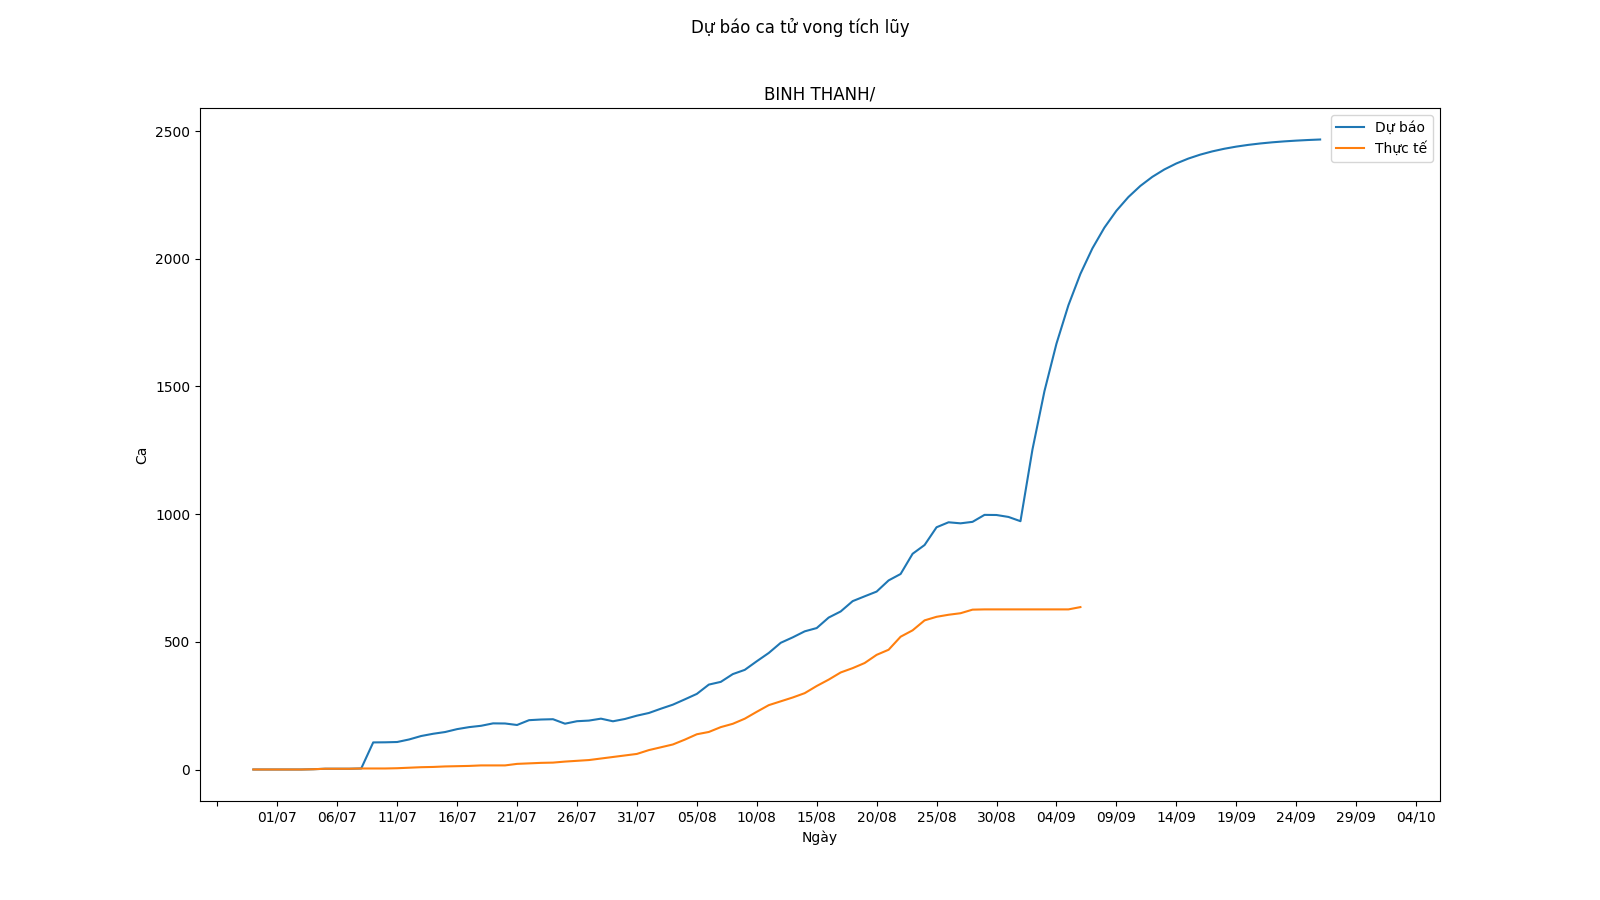 Dự báo ca tử vong tích lũy
BINH THANH/
Dự báo
Thực tế
2500
2000
1500
1000
500
0
Ca
01/07 06/07 11/07 16/07 21/07 26/07 31/07 05/08 10/08 15/08 20/08 25/08 30/08 04/09 09/09 14/09 19/09 24/09 29/09 04/10
Ngày